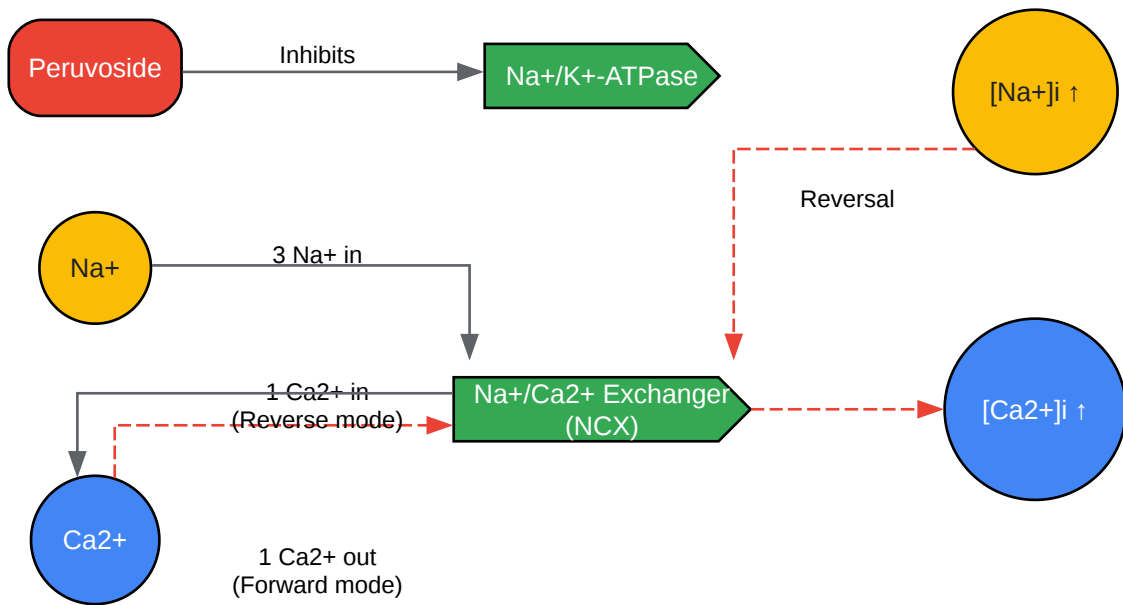 Peruvoside
Inhibits
Na+/K+-ATPase
[Na+]i ↑
Reversal
Na+
3 Na+ in
1 Ca2+ in
(Reverse mode)
Na+/Ca2+ Exchanger
(NCX)
[Ca2+]i ↑
Ca2+
1 Ca2+ out
(Forward mode)